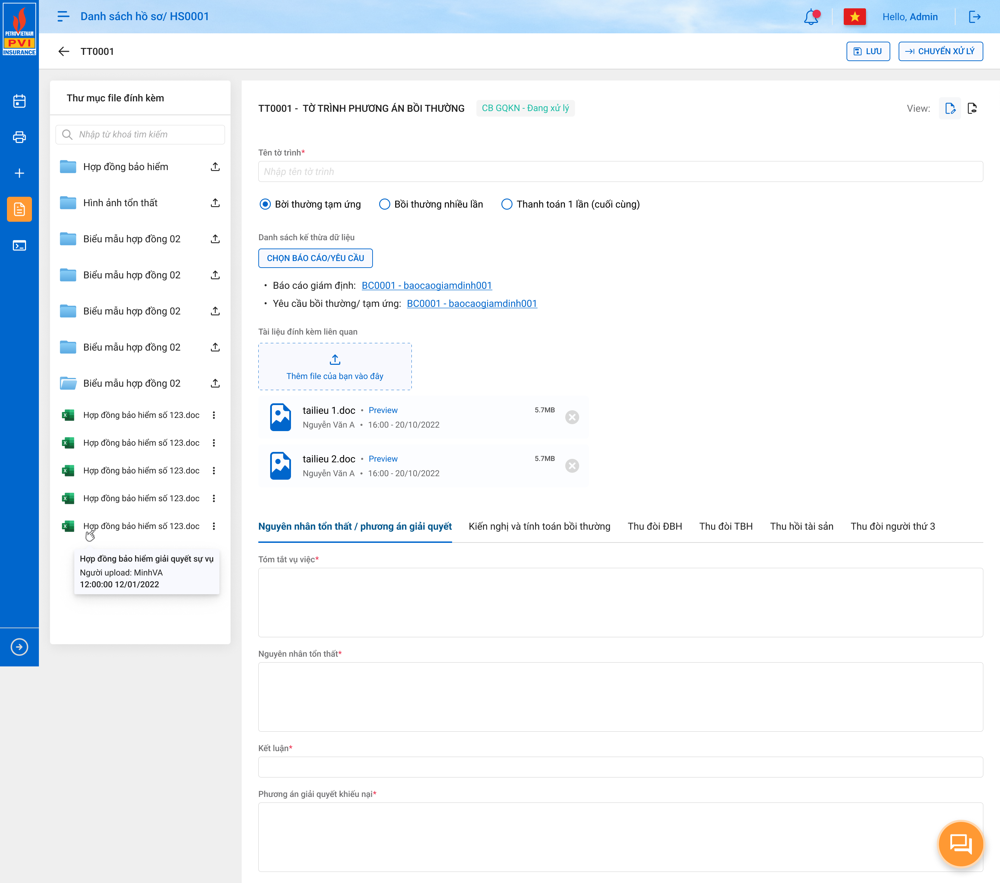 PETROVIETNAM
PVI
INSURANCE
Danh sách hồ sơ/ HS0001
Hello, Admin
TT0001
LƯU
CHUYỂN XỬ LÝ
Thư mục file đính kèm
Nhập từ khoá tìm kiếm
Hợp đồng bảo hiểm
Hình ảnh tổn thất
Biểu mẫu hợp đồng 02
Biểu mẫu hợp đồng 02
Biểu mẫu hợp đồng 02
Biểu mẫu hợp đồng 02
Biểu mẫu hợp đồng 02
Hợp đồng bảo hiểm số 123.doc
Hợp đồng bảo hiểm số 123.doc
Hợp đồng bảo hiểm số 123.doc
Hợp đồng bảo hiểm số 123.doc
Hợp đồng bảo hiểm số 123.doc
Hợp đồng bảo hiểm giải quyết sự vụ
Người upload: MinhVA
12:00:00 12/01/2022
TT0001 - TỜ TRÌNH PHƯƠNG ÁN BỒI THƯỜNG
CB GQKN - Đang xử lý
View:
Tên tờ trình*
Nhập tên tờ trình
Bời thường tạm ứng
Bồi thường nhiều lần
Thanh toán 1 lần (cuối cùng)
Danh sách kế thừa dữ liệu
CHỌN BÁO CÁO/YÊU CẦU
• Báo cáo giám định: BC0001 - baocaogiamdinh001
• Yêu cầu bồi thường/ tạm ứng: BC0001 - baocaogiamdinh001
Tài liệu đính kèm liên quan
Thêm file của bạn vào đây
tailieu 1.doc • Preview
5.7MB
Nguyễn Văn A • 16:00 - 20/10/2022
tailieu 2.doc • Preview
5.7MB
Nguyễn Văn A • 16:00 - 20/10/2022
Nguyên nhân tổn thất / phương án giải quyết
Kiến nghị và tính toán bồi thường
Thu đòi ĐBH
Thu đòi TBH
Thu hồi tài sản
Thu đòi người thứ 3
Tóm tắt vụ việc*
Nguyên nhân tổn thất*
Kết luận*
Phương án giải quyết khiếu nại*